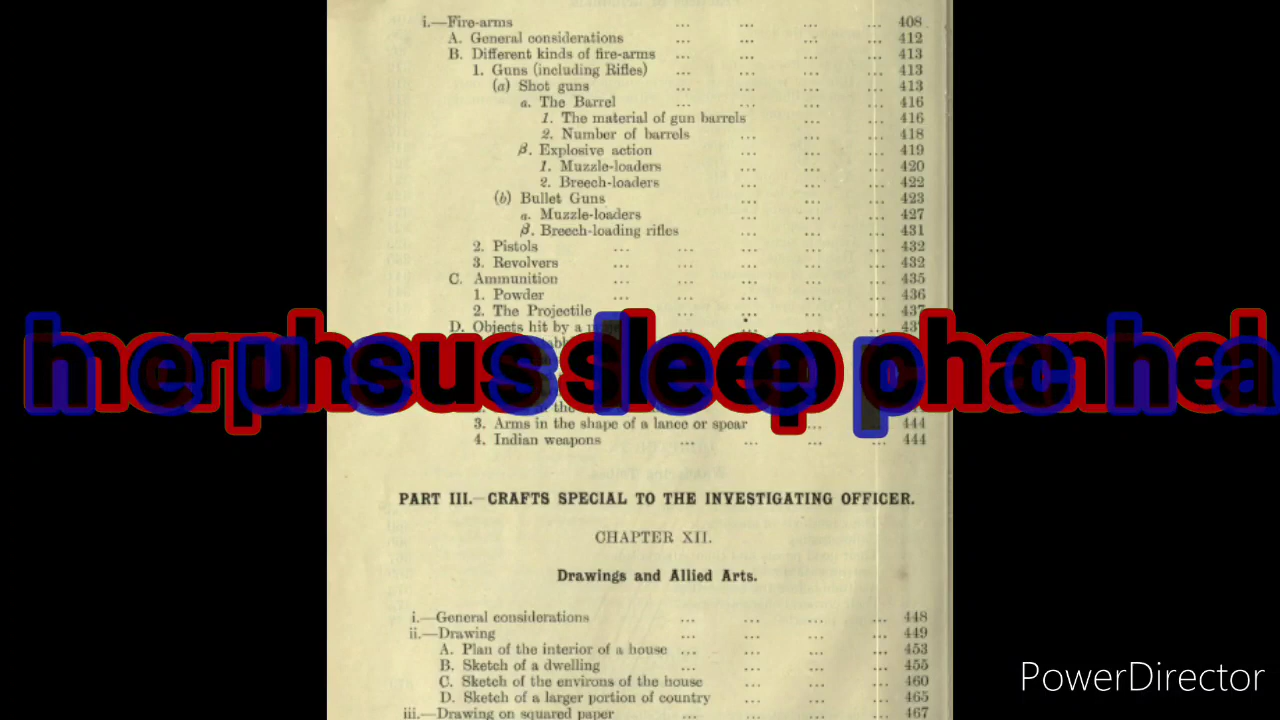 i.—Fire-arms ... ... ... ... 408
A. General considerations ... ... ... ... 412
B. Different kinds of fire-arms ... ... ... ... 413
1. Guns (including Rifles) ... ... ... ... 413
(a) Shot guns ... ... ... ... 413
a. The Barrel ... ... ... ... 416
1. The material of gun barrels ... ... 416
2. Number of barrels ... ... ... 418
β. Explosive action ... ... ... 419
1. Muzzle-loaders ... ... ... 420
2. Breech-loaders ... ... ... 422
(b) Bullet Guns ... ... ... 423
a. Muzzle-loaders ... ... ... 427
β. Breech-loading rifles ... ... ... 431
2. Pistols ... ... ... ... ... 432
3. Revolvers ... ... ... ... ... 432
C. Ammunition ... ... ... ... ... 435
1. Powder ... ... ... ... ... 436
2. The Projectile ... ... ... ... 437
D. Objects hit by a
sleep
3. Arms in the shape of a lance or spear ... ... 444
4. Indian weapons ... ... ... ... 444
PART III.—CRAFTS SPECIAL TO THE INVESTIGATING OFFICER.
CHAPTER XII.
Drawings and Allied Arts.
i.—General considerations ... ... ... ... 448
ii.—Drawing ... ... ... ... 449
A. Plan of the interior of a house ... ... ... ... 453
B. Sketch of a dwelling ... ... ... ... 455
C. Sketch of the environs of the house ... ... ... 460
D. Sketch of a larger portion of country ... ... ... 465
iii.—Drawing on squared paper ... ... ... ... 467
PowerDirector